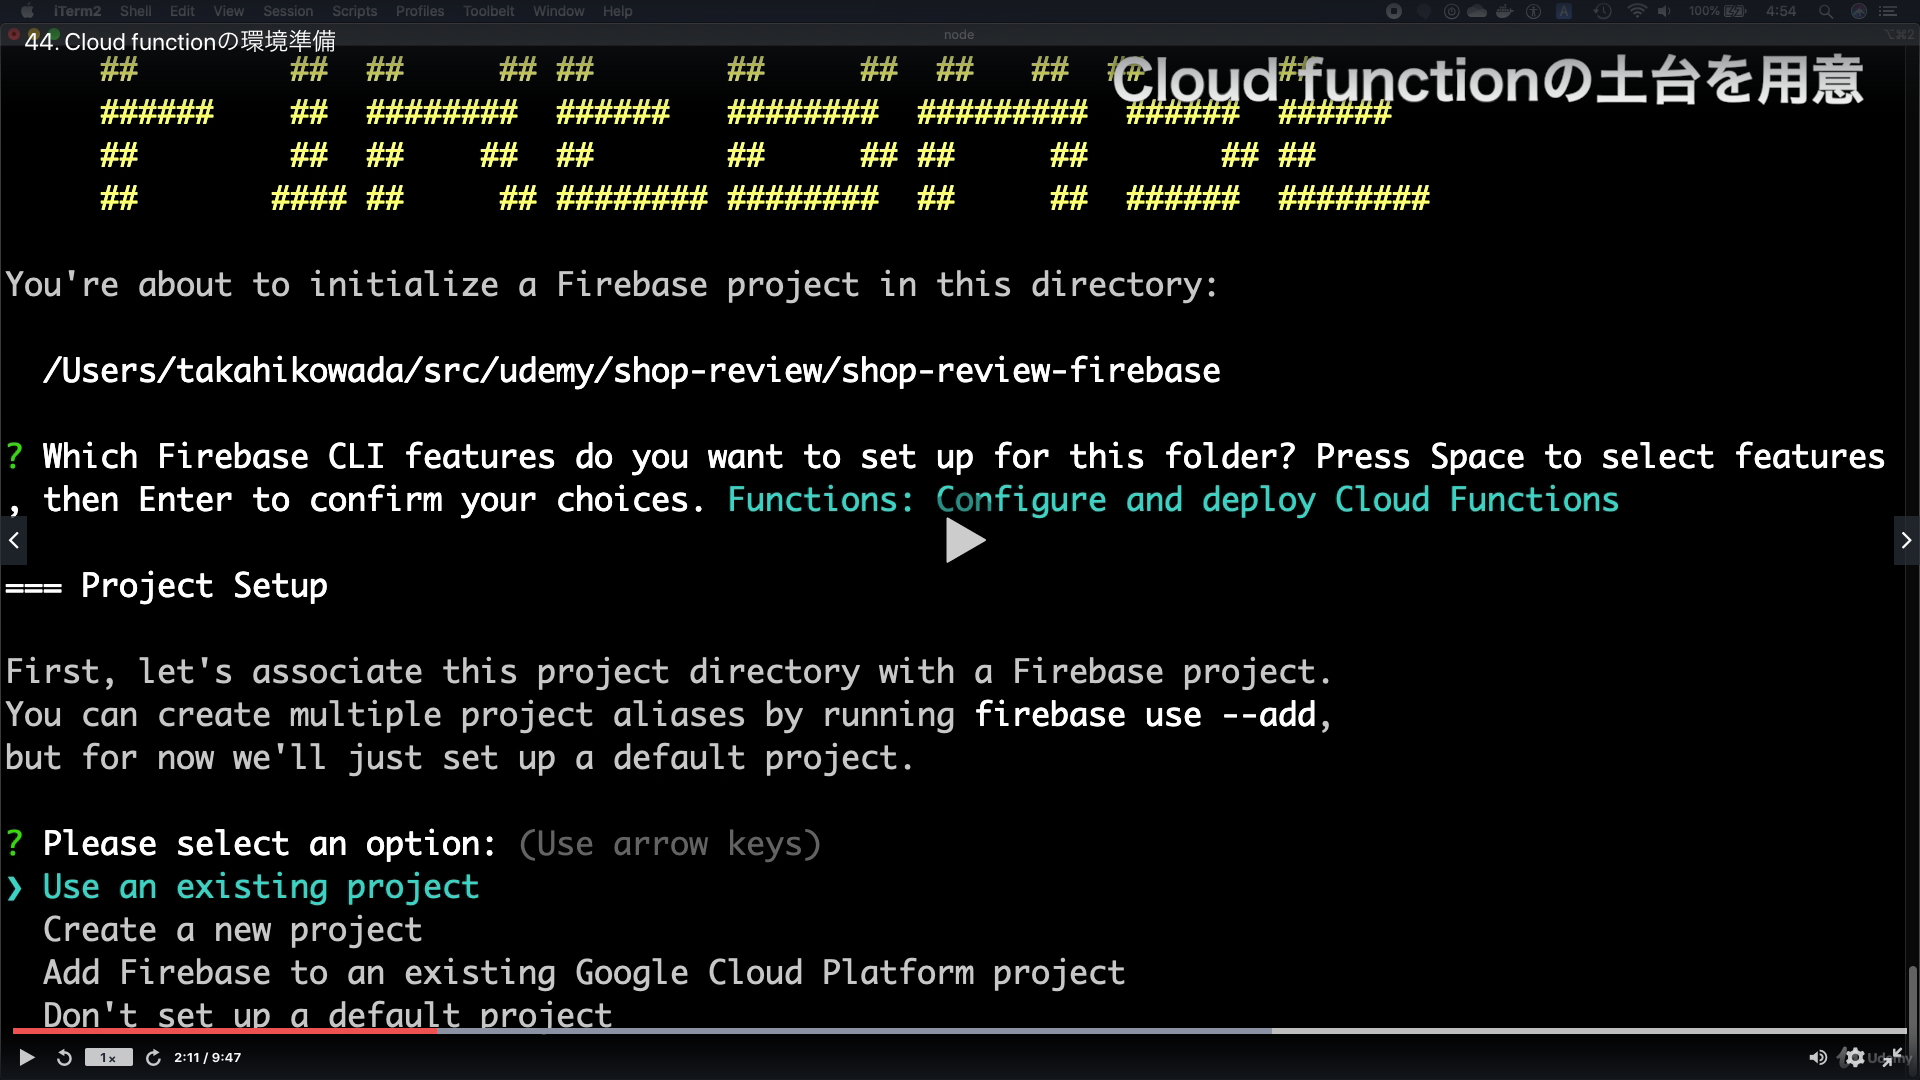 iTerm2 Shell Edit View Session Scripts Profiles Toolbelt Window Help 100% 4:54
node
44. Cloud functionの環境準備
Cloud functionの土台を用意
##        ##  ##     ## ##       ##     ##  ##   ##  ##       ##
######    ##  ########  ######   ########  #########  ######  ######
##        ##  ##    ##  ##       ##     ## ##     ##       ## ##
##       #### ##     ## ######## ########  ##     ##  ######  ########
You're about to initialize a Firebase project in this directory:
/Users/takahikowada/src/udemy/shop-review/shop-review-firebase
? Which Firebase CLI features do you want to set up for this folder? Press Space to select features
, then Enter to confirm your choices. Functions: Configure and deploy Cloud Functions
=== Project Setup
First, let's associate this project directory with a Firebase project.
You can create multiple project aliases by running firebase use --add,
but for now we'll just set up a default project.
? Please select an option: (Use arrow keys)
❯ Use an existing project
Create a new project
Add Firebase to an existing Google Cloud Platform project
Don't set up a default project
1x 2:11 / 9:47
Udemy